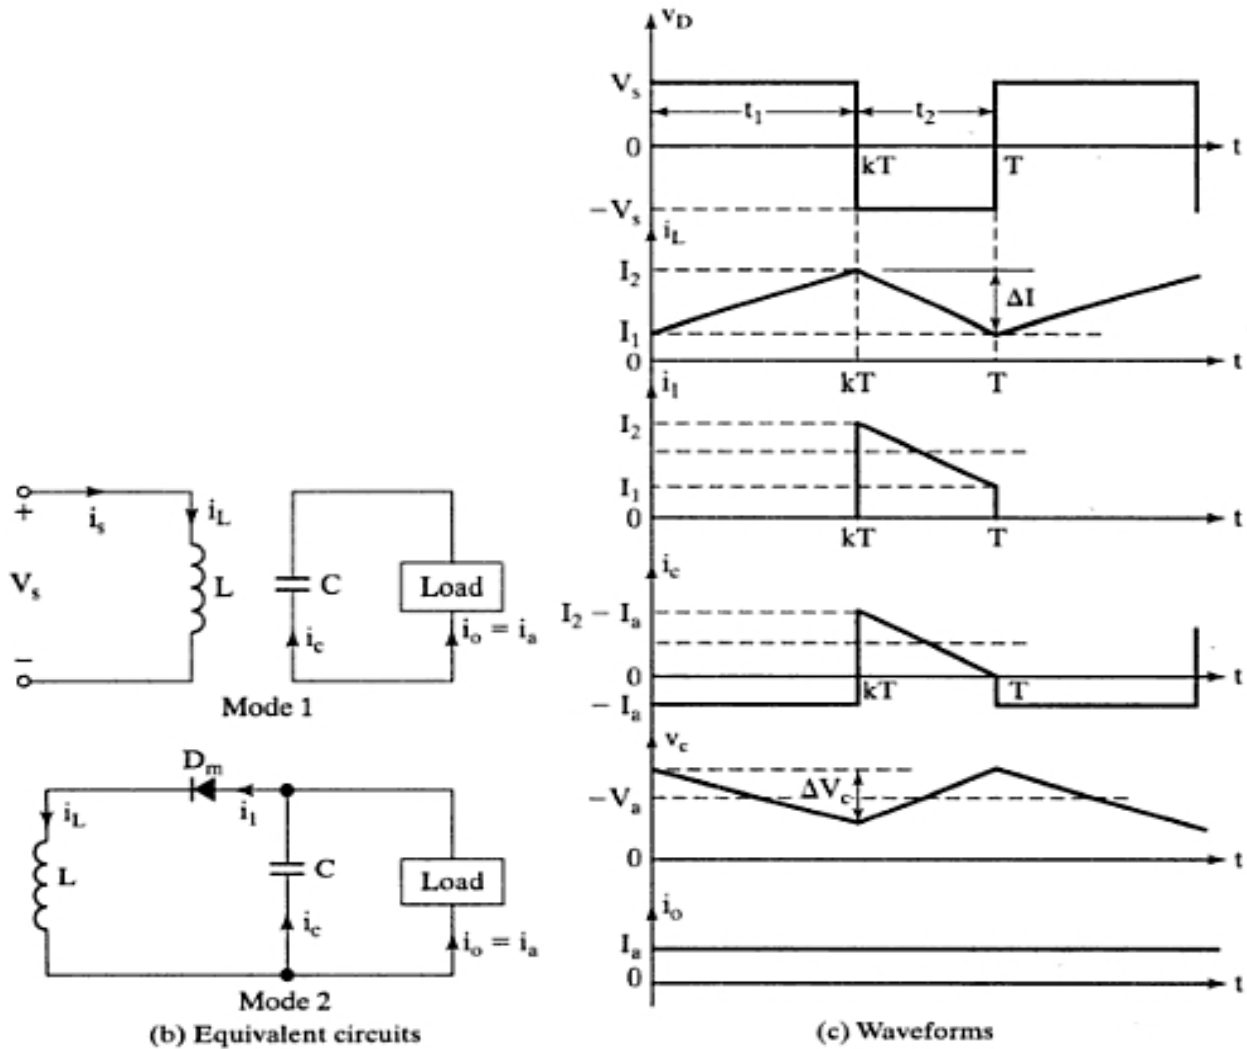 +
i_s
i_L
V_s
L
C
Load
i_c
i_o = i_a
−
Mode 1
D_m
i_L
i_1
L
C
Load
i_c
i_o = i_a
Mode 2
(b) Equivalent circuits
v_D
V_s
t_1
t_2
0
kT
T
t
−V_s
i_L
I_2
ΔI
I_1
0
kT
T
t
i_1
I_2
I_1
0
kT
T
t
i_c
I_2 − I_a
0
kT
T
t
− I_a
v_c
−V_a
ΔV_c
0
t
i_o
I_a
0
t
(c) Waveforms